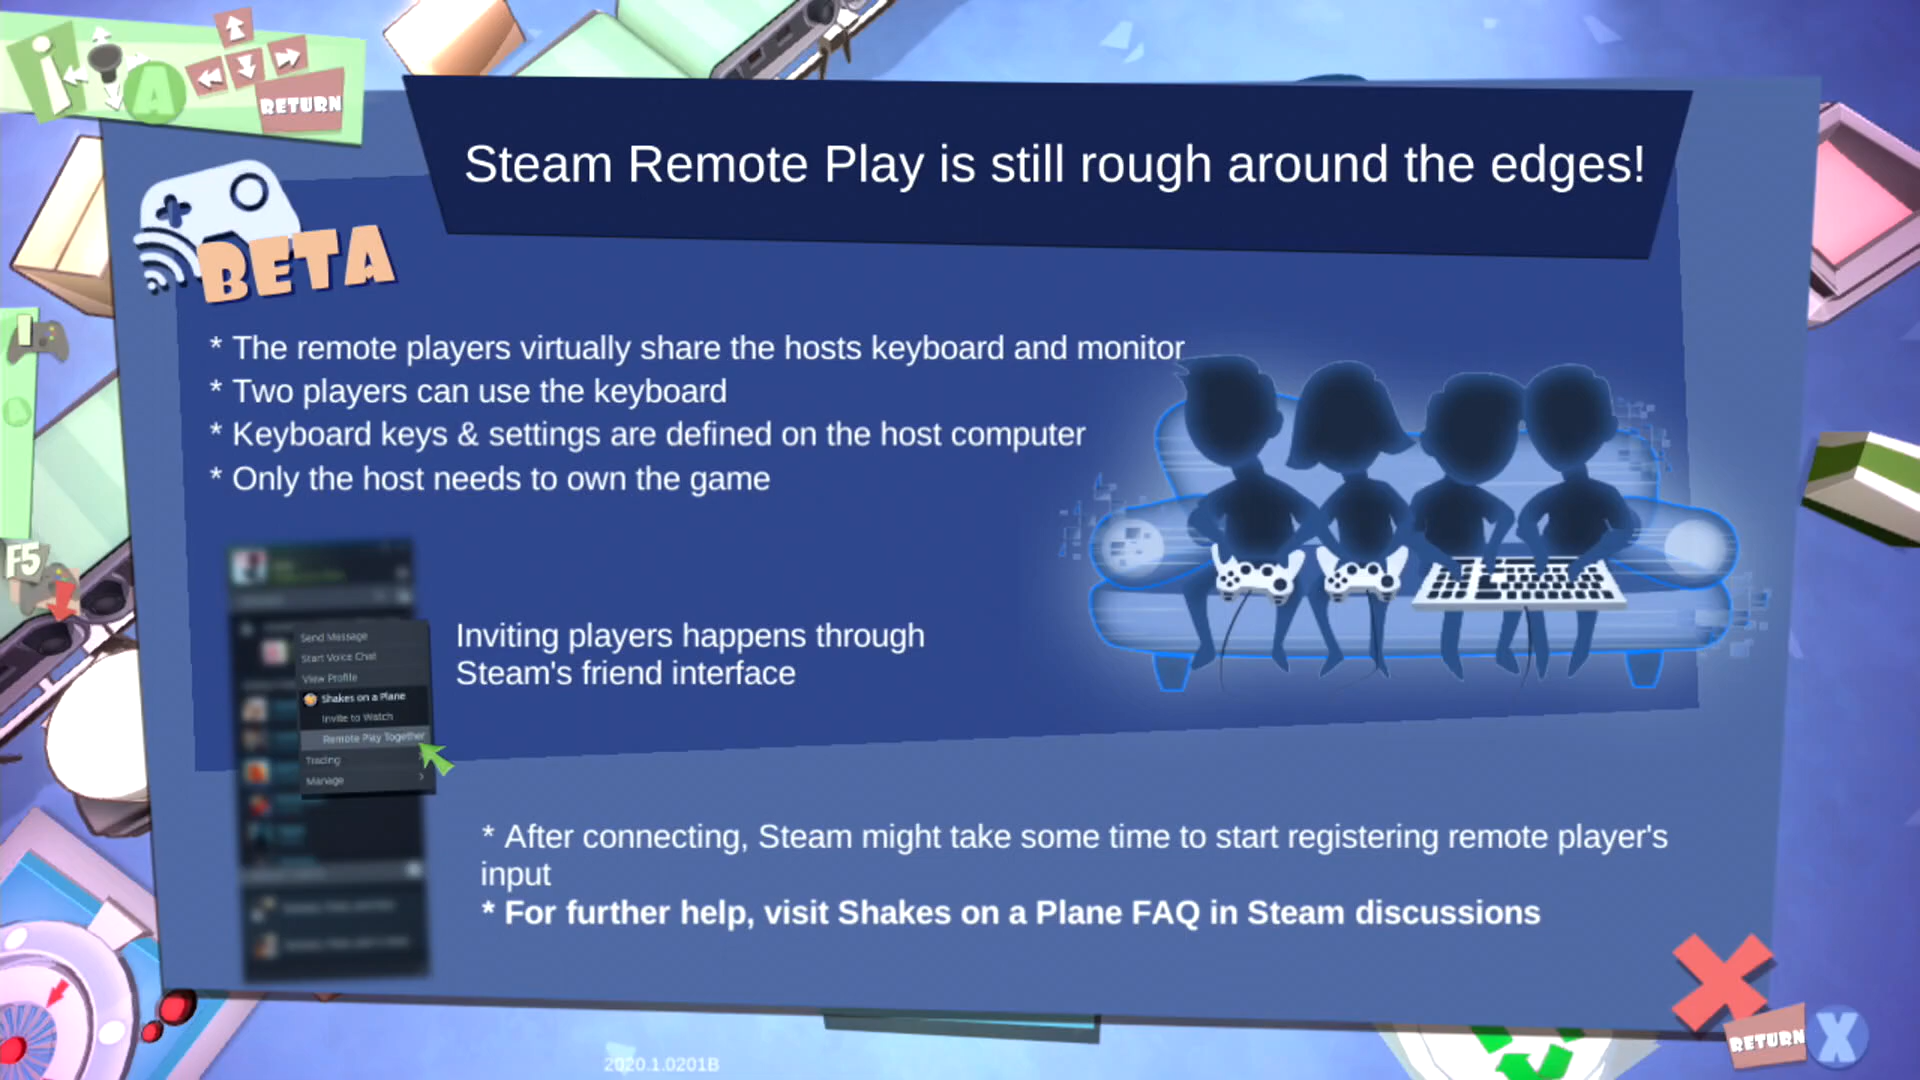 i
A
RETURN
Steam Remote Play is still rough around the edges!
BETA
* The remote players virtually share the hosts keyboard and monitor
* Two players can use the keyboard
* Keyboard keys & settings are defined on the host computer
* Only the host needs to own the game
F5
Send Message
Start Voice Chat
View Profile
Shakes on a Plane
Invite to Watch
Remote Play Together
Trading
Manage
Inviting players happens through
Steam's friend interface
* After connecting, Steam might take some time to start registering remote player's
input
* For further help, visit Shakes on a Plane FAQ in Steam discussions
RETURN X
2020.1.0201B